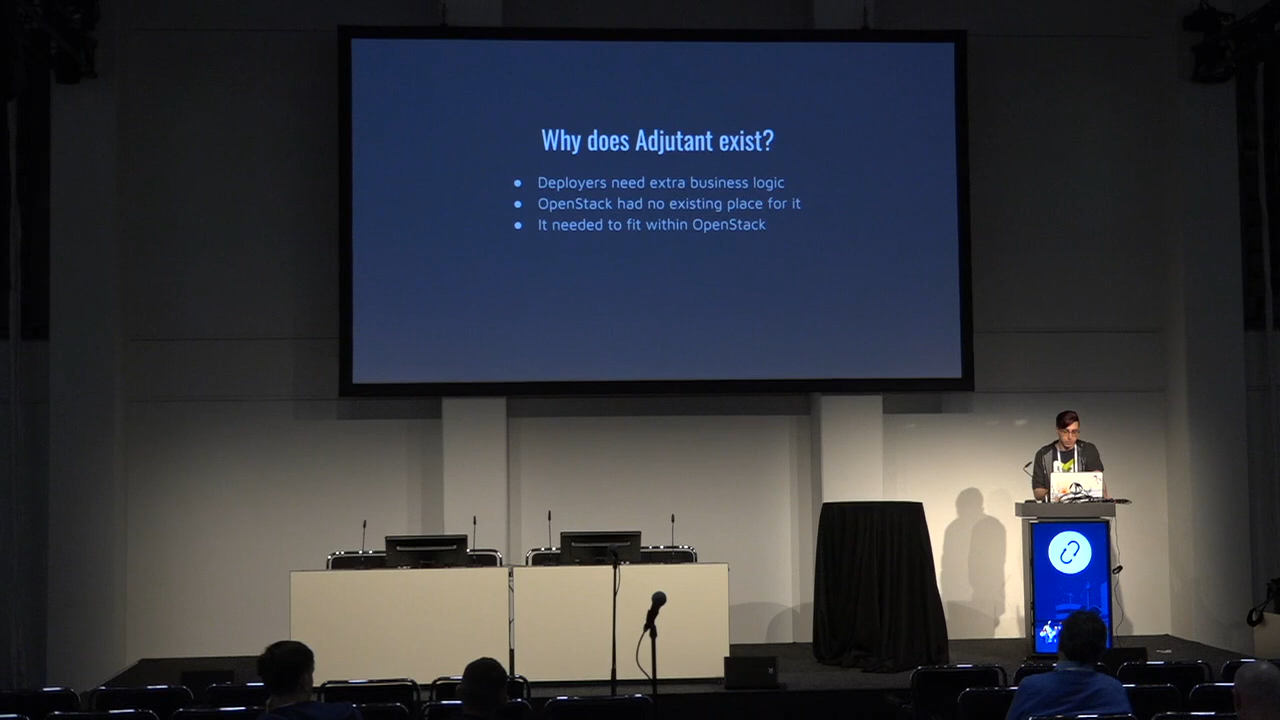 Why does Adjutant exist?
● Deployers need extra business logic
● OpenStack had no existing place for it
● It needed to fit within OpenStack